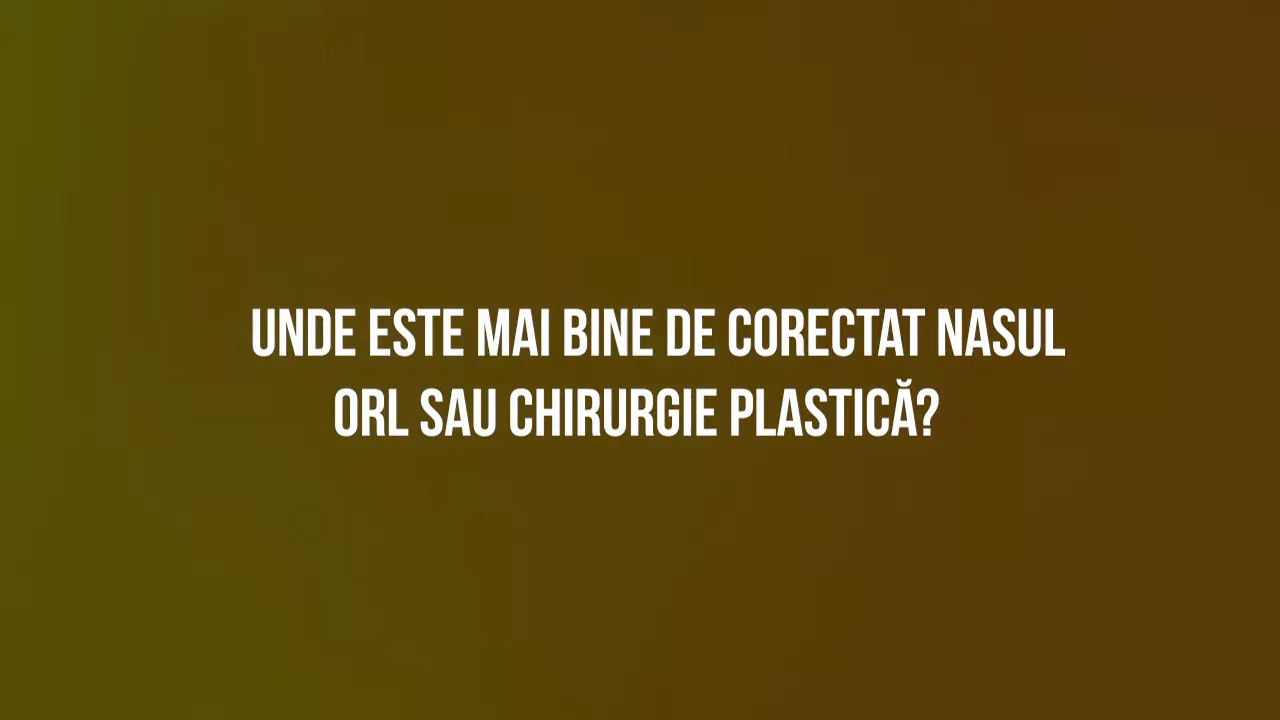 UNDE ESTE MAI BINE DE CORECTAT NASUL
ORL SAU CHIRURGIE PLASTICĂ?